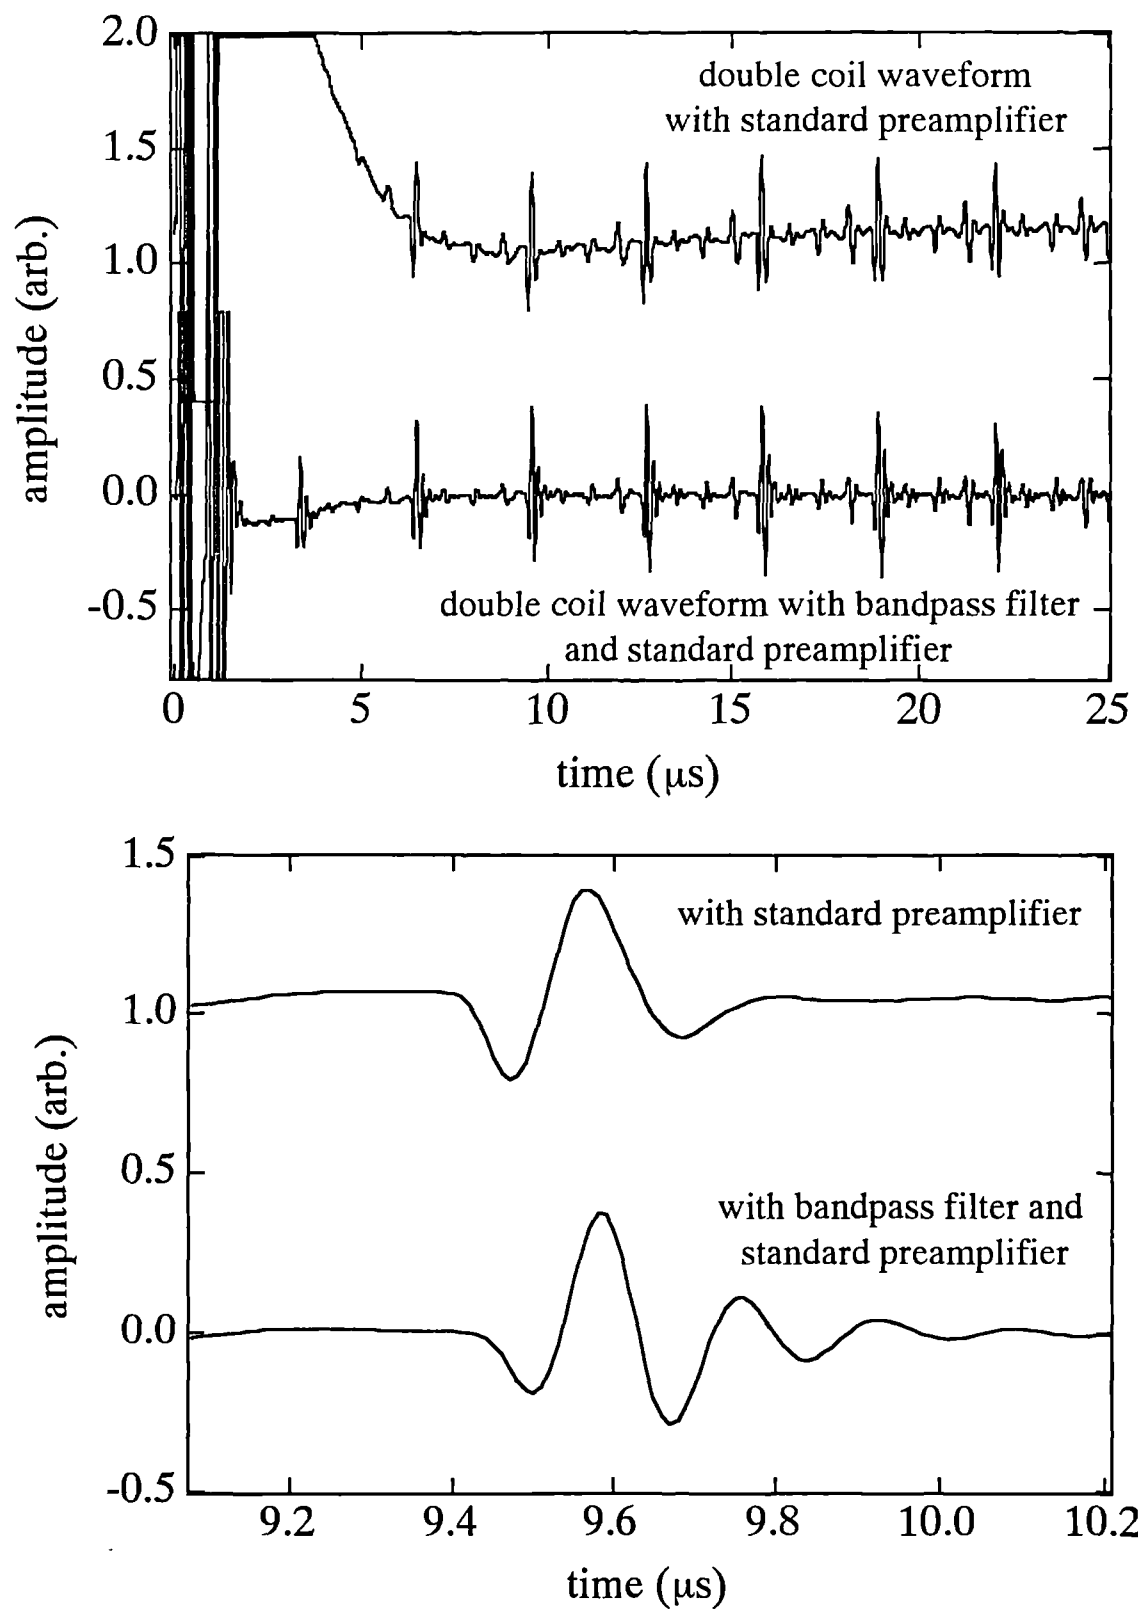 2.0
1.5
1.0
0.5
0.0
-0.5
amplitude (arb.)
double coil waveform
with standard preamplifier
double coil waveform with bandpass filter
and standard preamplifier
0 5 10 15 20 25
time (μs)
1.5
1.0
0.5
0.0
-0.5
amplitude (arb.)
with standard preamplifier
with bandpass filter and
standard preamplifier
9.2 9.4 9.6 9.8 10.0 10.2
time (μs)